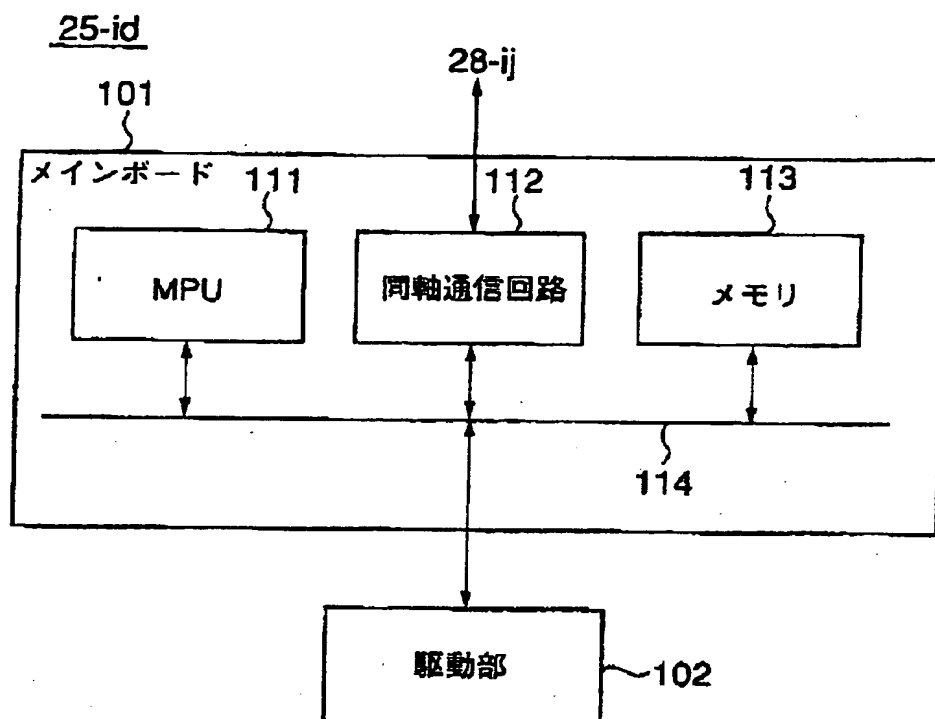 25-id
28-ij
101
メインボード
111
112
113
MPU
同軸通信回路
メモリ
114
駆動部
102